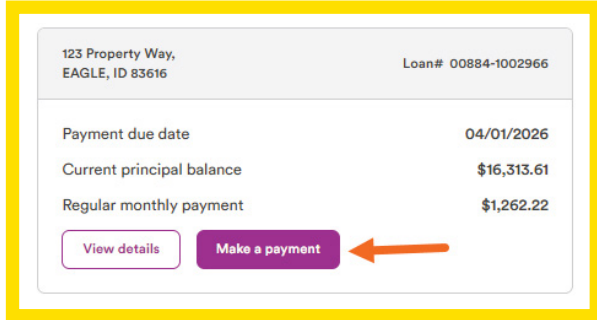 123 Property Way,
EAGLE, ID 83616
Loan# 00884-1002966
Payment due date 04/01/2026
Current principal balance $16,313.61
Regular monthly payment $1,262.22
View details Make a payment